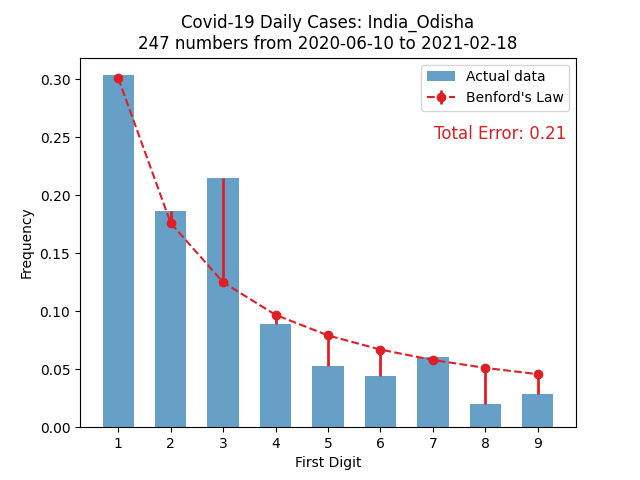 Covid-19 Daily Cases: India_Odisha
247 numbers from 2020-06-10 to 2021-02-18
Actual data
Benford's Law
Total Error: 0.21
Frequency
0.30
0.25
0.20
0.15
0.10
0.05
0.00
1 2 3 4 5 6 7 8 9
First Digit